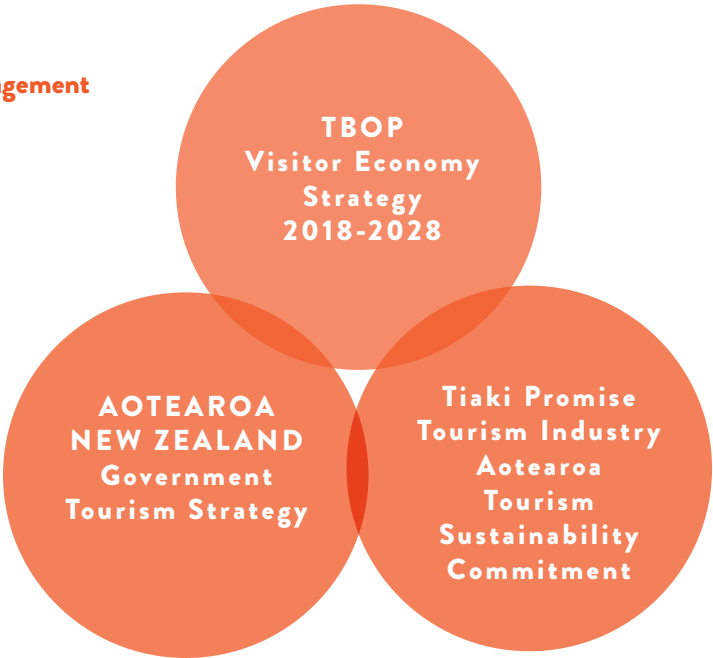 gement
TBOP
Visitor Economy
Strategy
2018-2028
AOTEAROA
NEW ZEALAND
Government
Tourism Strategy
Tiaki Promise
Tourism Industry
Aotearoa
Tourism
Sustainability
Commitment